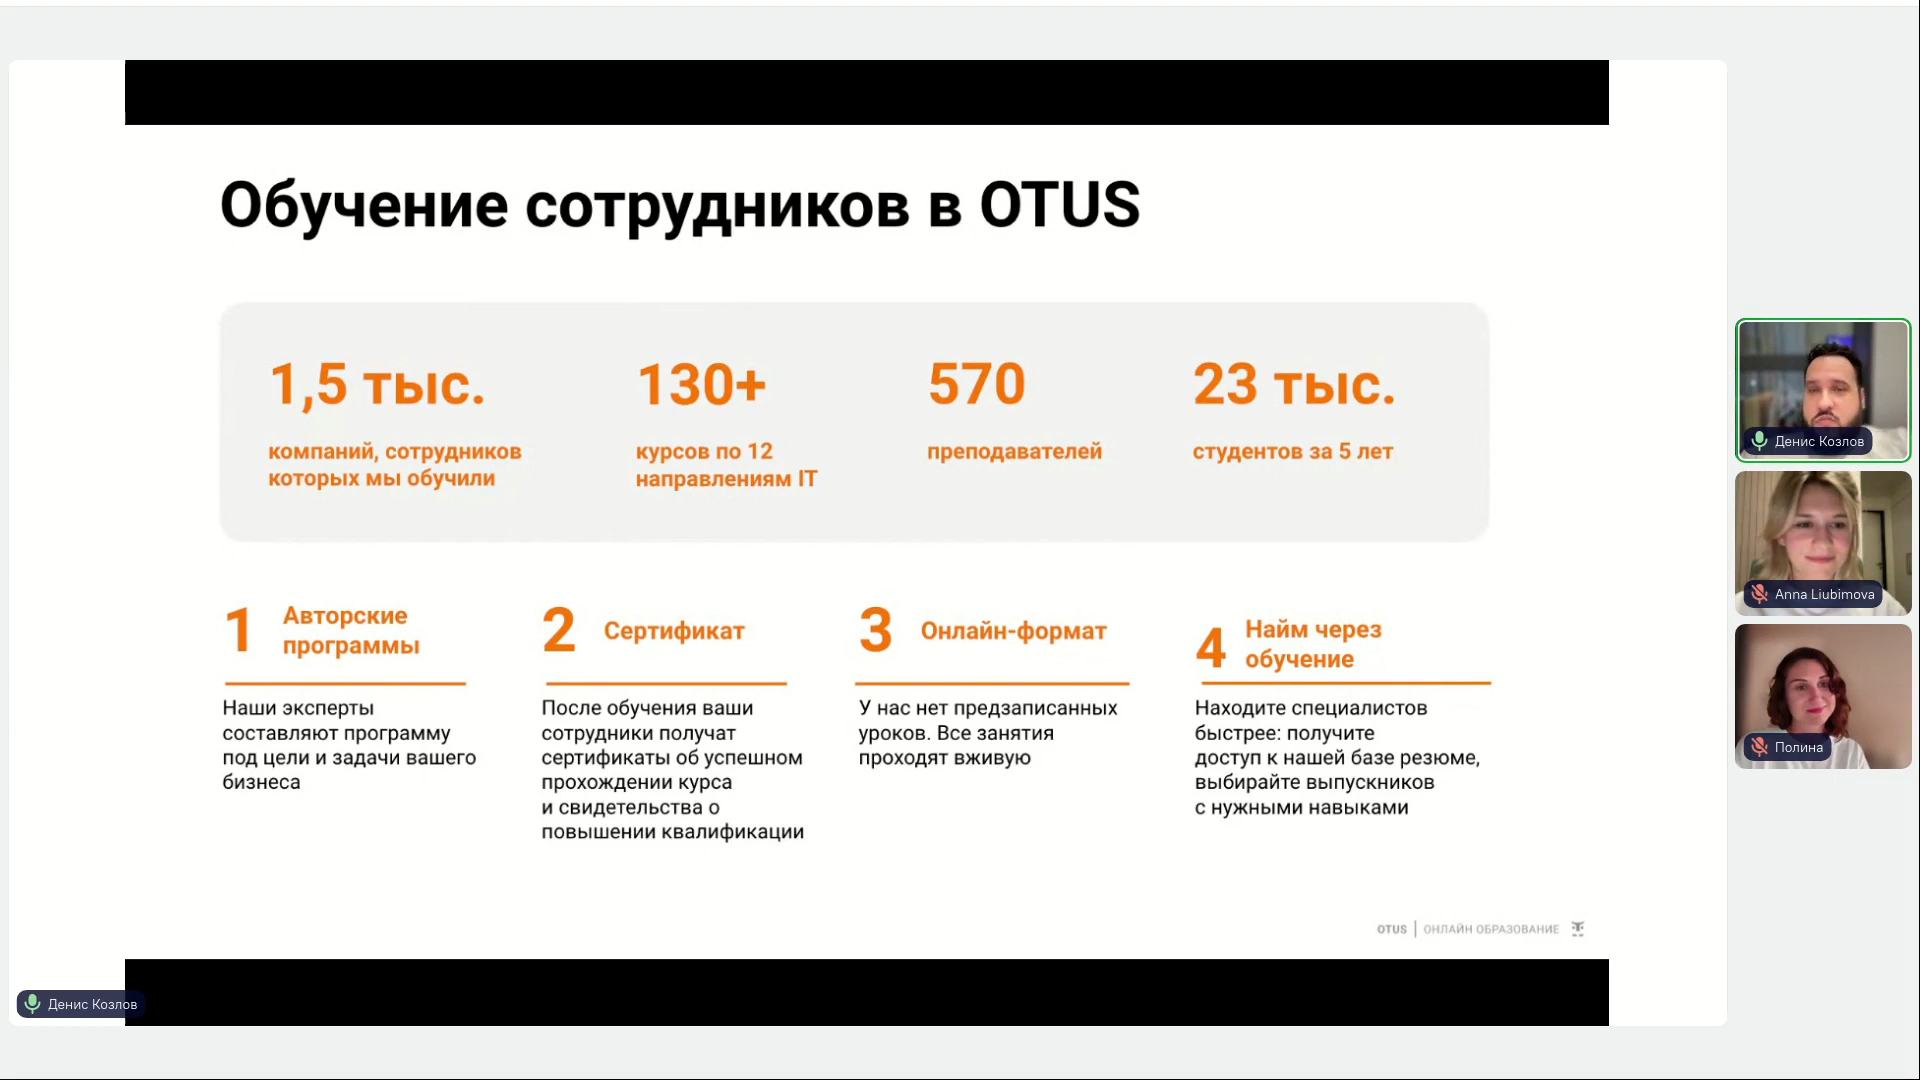 Обучение сотрудников в OTUS
1,5 тыс.
компаний, сотрудников
которых мы обучили
130+
курсов по 12
направлениям IT
570
преподавателей
23 тыс.
студентов за 5 лет
1
Авторские
программы
Наши эксперты
составляют программу
под цели и задачи вашего
бизнеса
2
Сертификат
После обучения ваши
сотрудники получат
сертификаты об успешном
прохождении курса
и свидетельства о
повышении квалификации
3
Онлайн-формат
У нас нет предзаписанных
уроков. Все занятия
проходят вживую
4
Найм через
обучение
Находите специалистов
быстрее: получите
доступ к нашей базе резюме,
выбирайте выпускников
с нужными навыками
OTUS | ОНЛАЙН ОБРАЗОВАНИЕ
Денис Козлов
Денис Козлов
Anna Liubimova
Полина